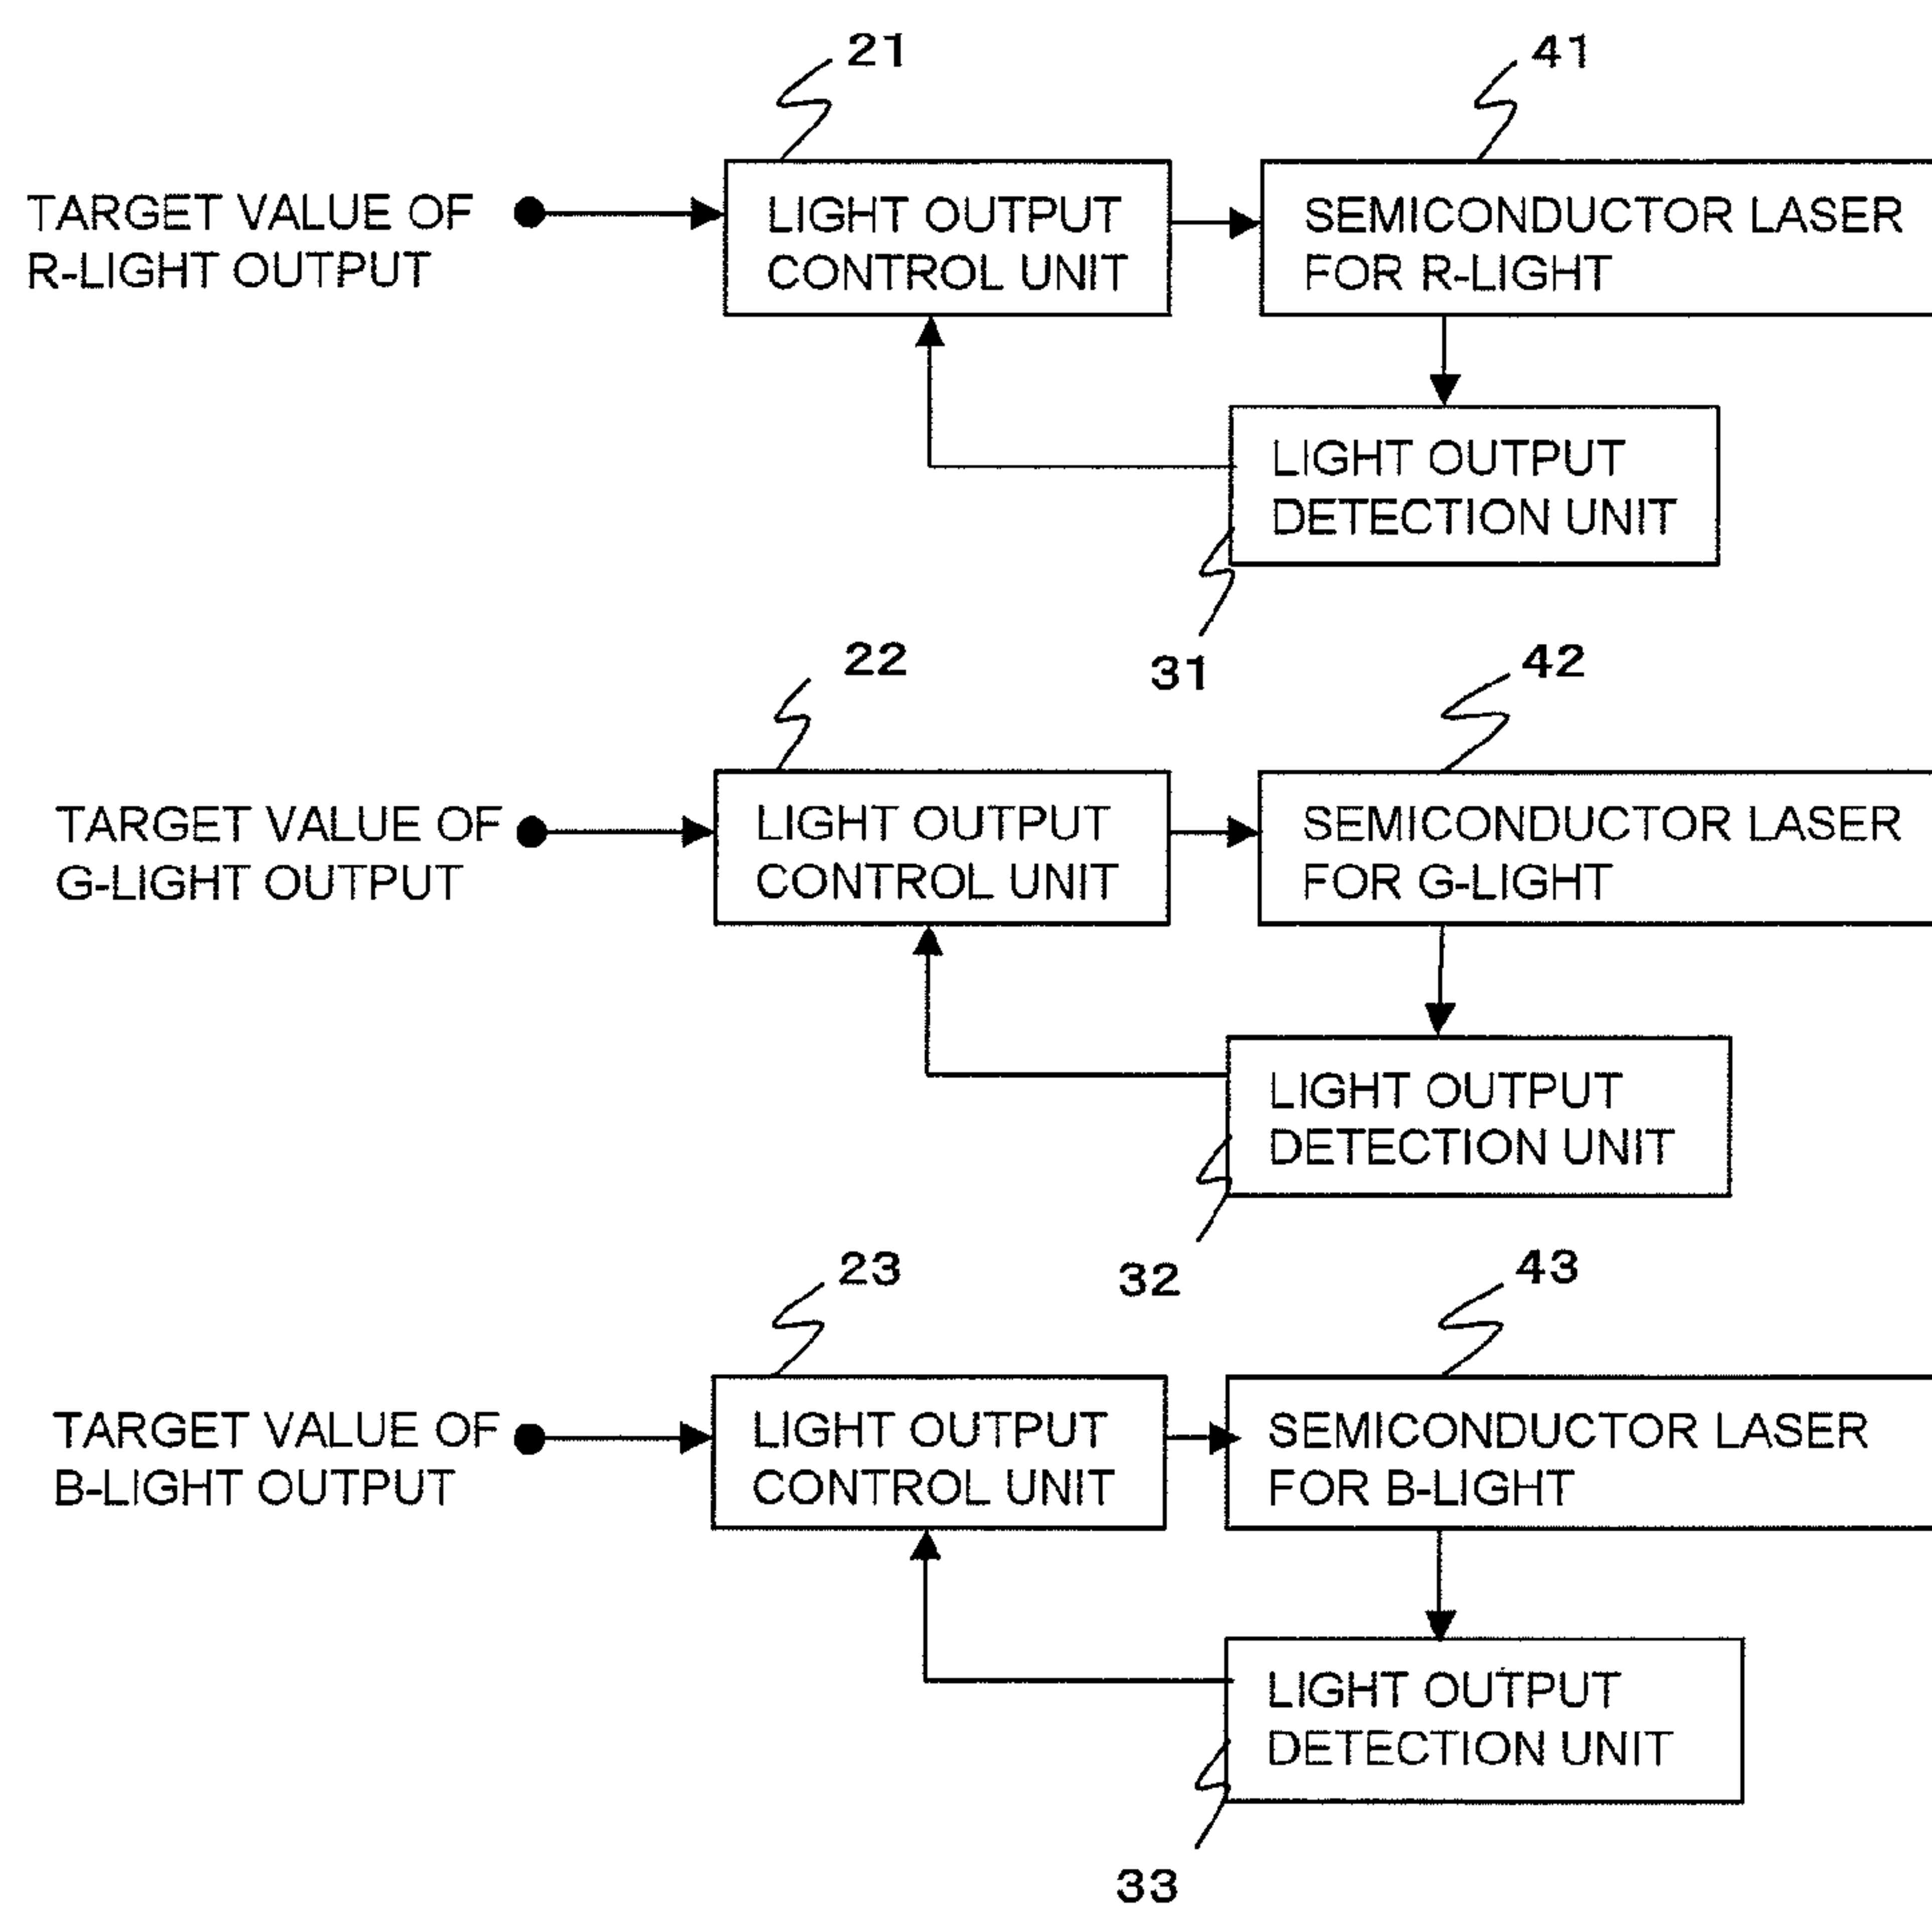 21
41
TARGET VALUE OF
R-LIGHT OUTPUT
LIGHT OUTPUT
CONTROL UNIT
SEMICONDUCTOR LASER
FOR R-LIGHT
LIGHT OUTPUT
DETECTION UNIT
31
22
42
TARGET VALUE OF
G-LIGHT OUTPUT
LIGHT OUTPUT
CONTROL UNIT
SEMICONDUCTOR LASER
FOR G-LIGHT
LIGHT OUTPUT
DETECTION UNIT
32
23
43
TARGET VALUE OF
B-LIGHT OUTPUT
LIGHT OUTPUT
CONTROL UNIT
SEMICONDUCTOR LASER
FOR B-LIGHT
LIGHT OUTPUT
DETECTION UNIT
33